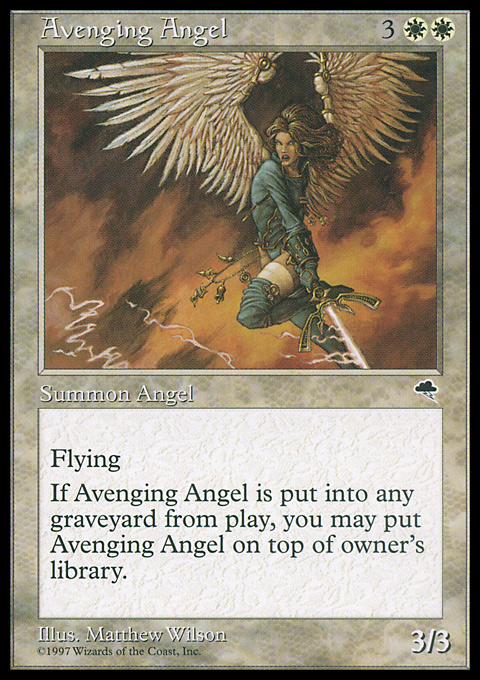 Avenging Angel 3
Summon Angel
Flying
If Avenging Angel is put into any
graveyard from play, you may put
Avenging Angel on top of owner's
library.
Illus. Matthew Wilson
©1997 Wizards of the Coast, Inc.
3/3